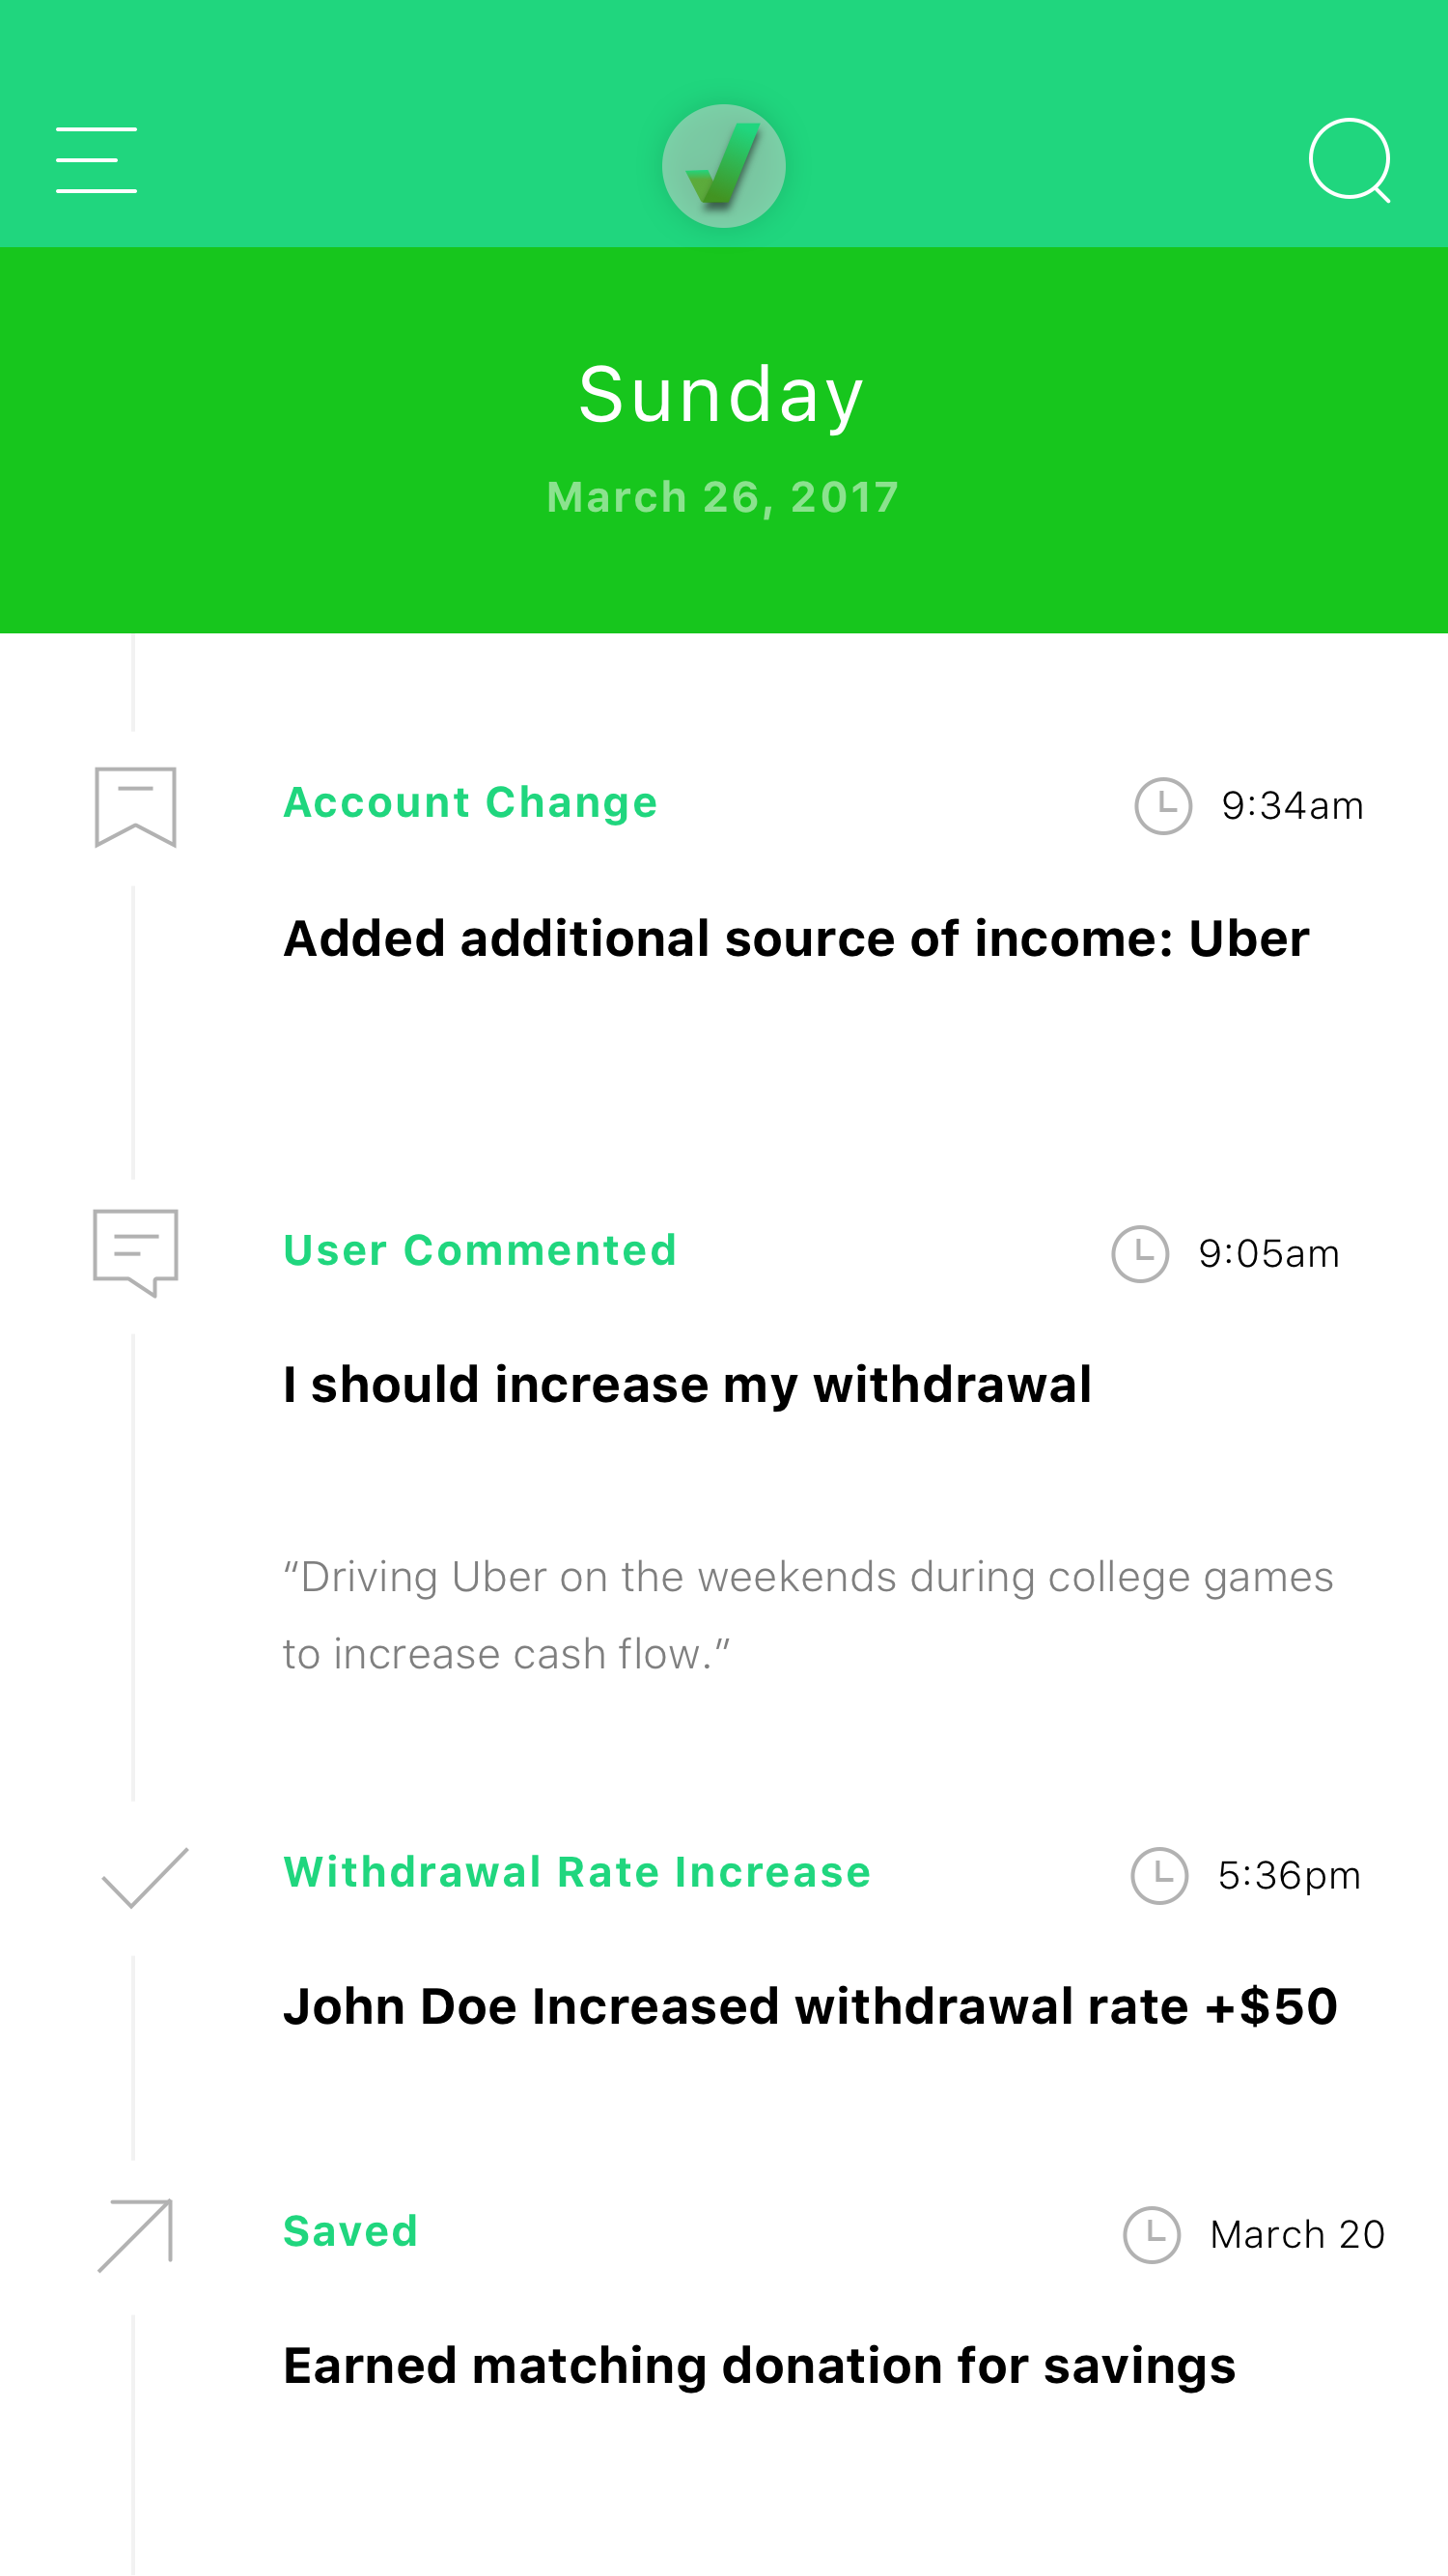 Sunday
March 26, 2017
Account Change 9:34am
Added additional source of income: Uber
User Commented 9:05am
I should increase my withdrawal
“Driving Uber on the weekends during college games
to increase cash flow.”
Withdrawal Rate Increase 5:36pm
John Doe Increased withdrawal rate +$50
Saved March 20
Earned matching donation for savings